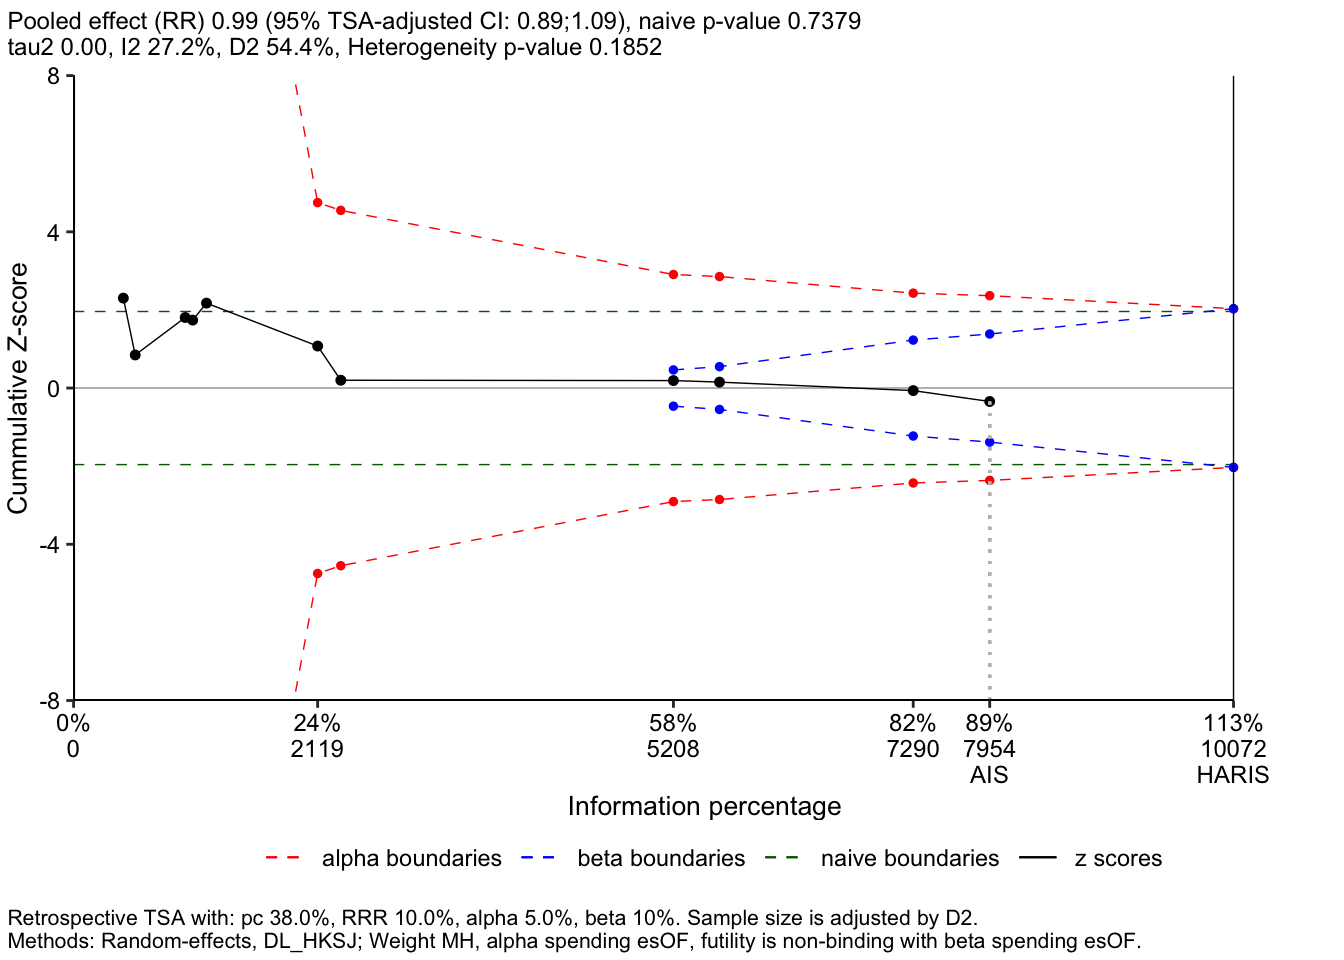 Pooled effect (RR) 0.99 (95% TSA-adjusted CI: 0.89;1.09), naive p-value 0.7379
tau2 0.00, I2 27.2%, D2 54.4%, Heterogeneity p-value 0.1852
8
4
0
-4
-8
Cummulative Z-score
0% 24% 58% 82% 89% 113%
0 2119 5208 7290 7954 10072
AIS HARIS
Information percentage
alpha boundaries beta boundaries naive boundaries z scores
Retrospective TSA with: pc 38.0%, RRR 10.0%, alpha 5.0%, beta 10%. Sample size is adjusted by D2.
Methods: Random-effects, DL_HKSJ; Weight MH, alpha spending esOF, futility is non-binding with beta spending esOF.